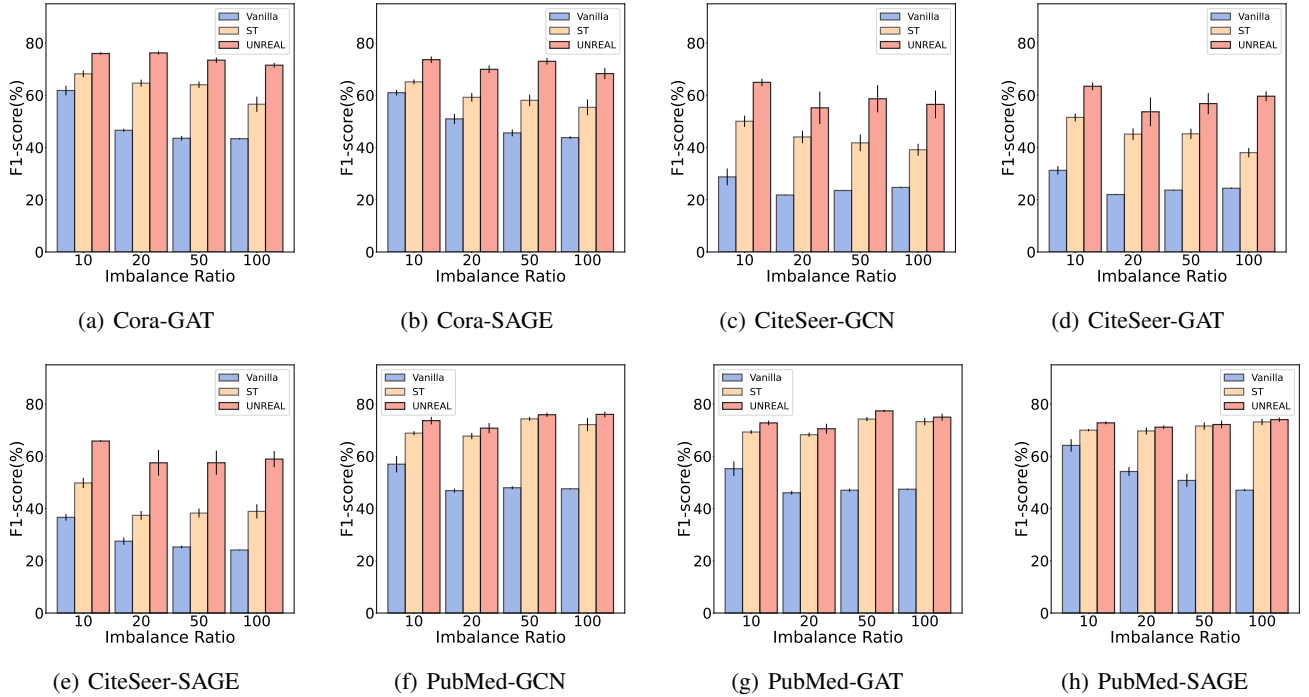 Vanilla
ST
UNREAL
F1-score(%)
80
60
40
20
0
10 20 50 100
Imbalance Ratio
(a) Cora-GAT
Vanilla
ST
UNREAL
F1-score(%)
80
60
40
20
0
10 20 50 100
Imbalance Ratio
(b) Cora-SAGE
Vanilla
ST
UNREAL
F1-score(%)
80
60
40
20
0
10 20 50 100
Imbalance Ratio
(c) CiteSeer-GCN
Vanilla
ST
UNREAL
F1-score(%)
80
60
40
20
0
10 20 50 100
Imbalance Ratio
(d) CiteSeer-GAT
Vanilla
ST
UNREAL
F1-score(%)
80
60
40
20
0
10 20 50 100
Imbalance Ratio
(e) CiteSeer-SAGE
Vanilla
ST
UNREAL
F1-score(%)
80
60
40
20
0
10 20 50 100
Imbalance Ratio
(f) PubMed-GCN
Vanilla
ST
UNREAL
F1-score(%)
80
60
40
20
0
10 20 50 100
Imbalance Ratio
(g) PubMed-GAT
Vanilla
ST
UNREAL
F1-score(%)
80
60
40
20
0
10 20 50 100
Imbalance Ratio
(h) PubMed-SAGE